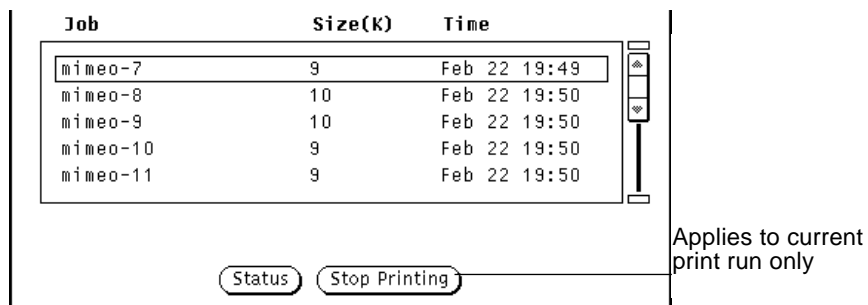 Job Size(K) Time
mimeo-7 9 Feb 22 19:49
mimeo-8 10 Feb 22 19:50
mimeo-9 10 Feb 22 19:50
mimeo-10 9 Feb 22 19:50
mimeo-11 9 Feb 22 19:50
Applies to current
print run only
Status Stop Printing